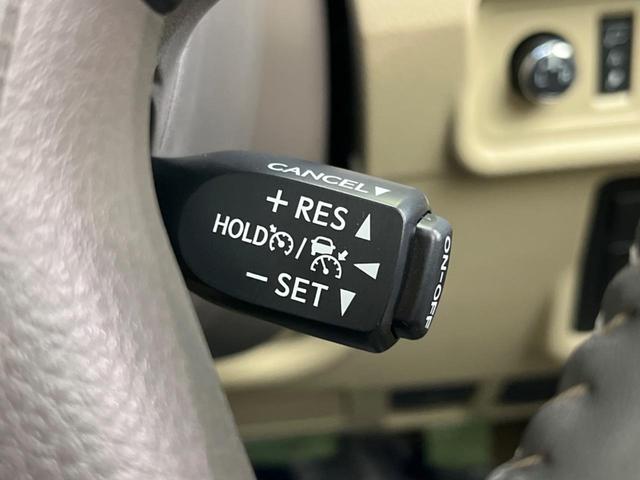 CANCEL▼
+ RES ▲
HOLD / ◀
− SET ▼
ON-OFF